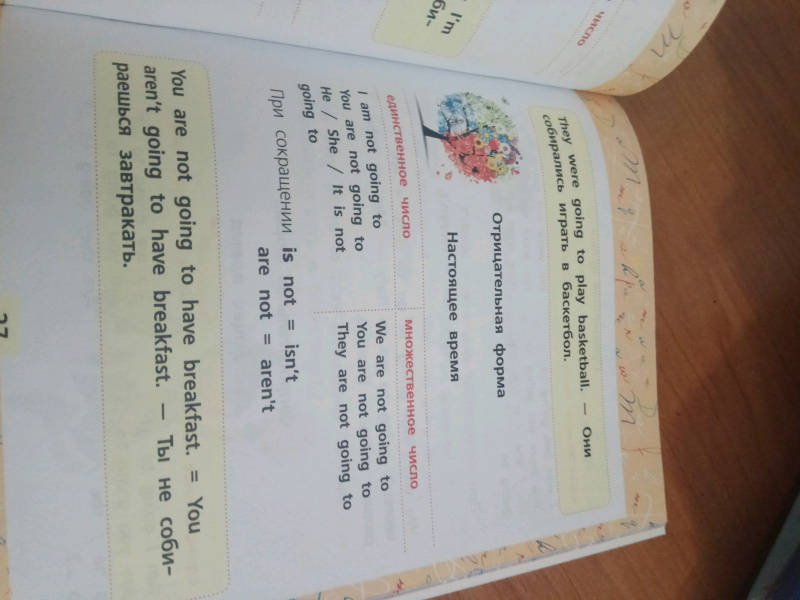 число
I'm
They were going to play basketball. — Они
собирались играть в баскетбол.
Отрицательная форма
Настоящее время
единственное число
I am not going to
You are not going to
He / She / It is not
going to
множественное число
We are not going to
You are not going to
They are not going to
При сокращении is not = isn't
are not = aren't
You are not going to have breakfast. = You
aren't going to have breakfast. — Ты не соби-
раешься завтракать.
27